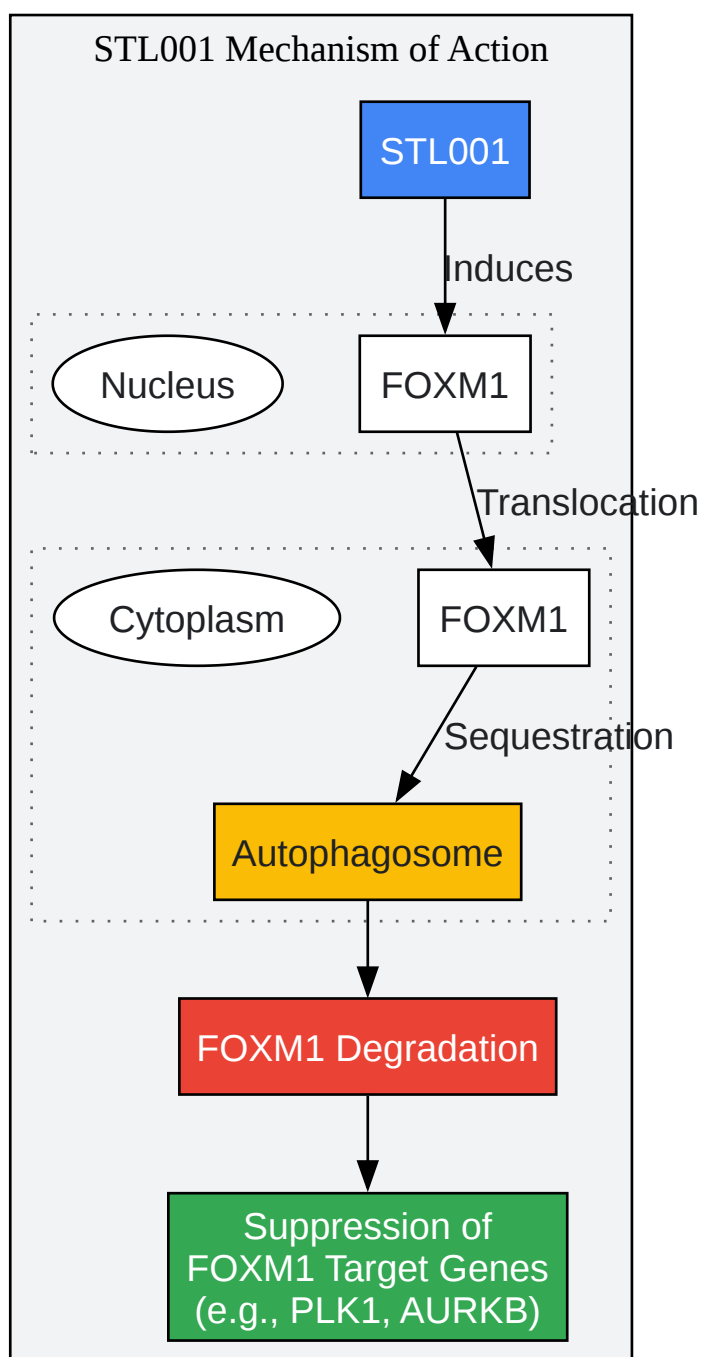 STL001 Mechanism of Action
STL001
Induces
Nucleus
FOXM1
Translocation
Cytoplasm
FOXM1
Sequestration
Autophagosome
FOXM1 Degradation
Suppression of
FOXM1 Target Genes
(e.g., PLK1, AURKB)